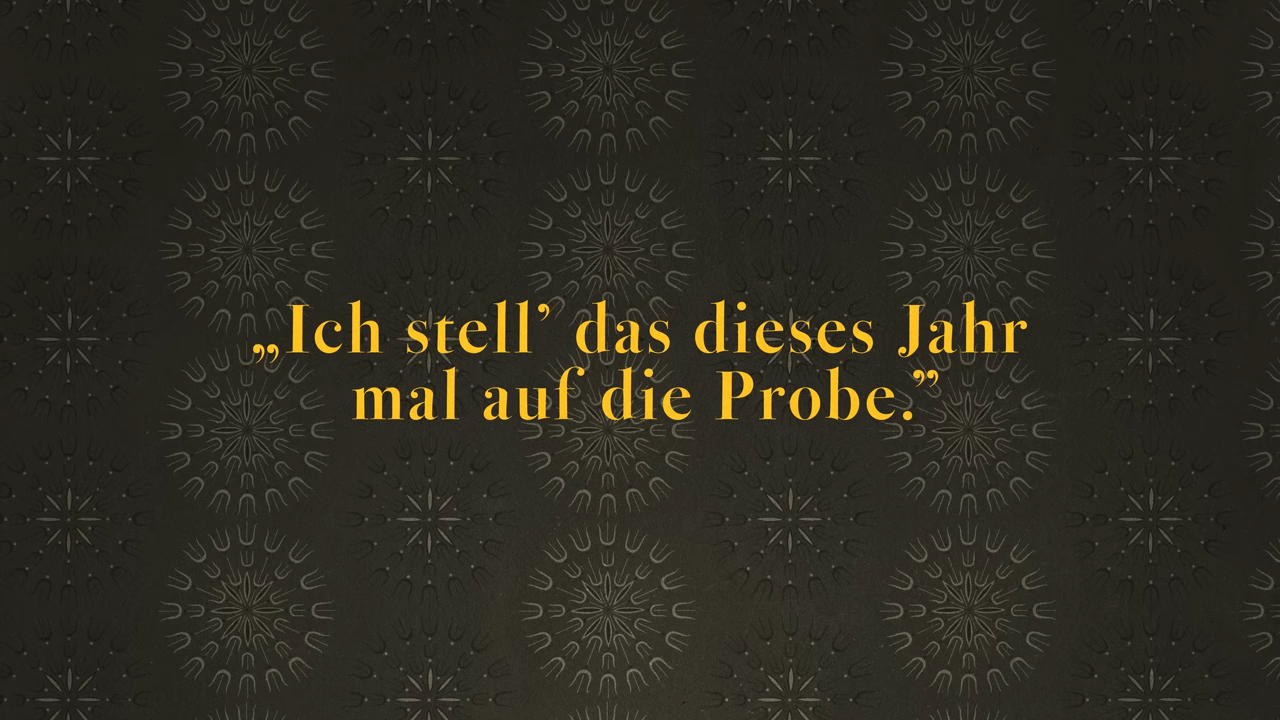 „Ich stell’ das dieses Jahr
mal auf die Probe.”